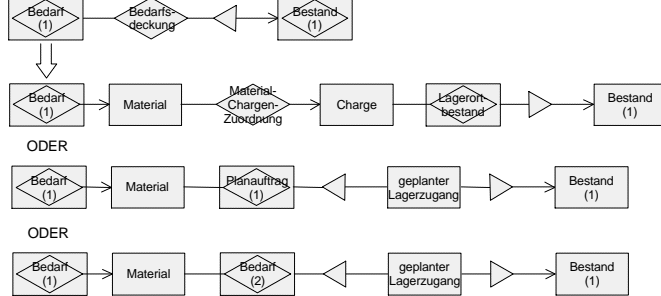 Bedarf
(1)
Bedarfs-
deckung
Bestand
(1)
Bedarf
(1)
Material
Material-
Chargen-
Zuordnung
Charge
Lagerort
bestand
Bestand
(1)
ODER
Bedarf
(1)
Material
Planauftrag
(1)
geplanter
Lagerzugang
Bestand
(1)
ODER
Bedarf
(1)
Material
Bedarf
(2)
geplanter
Lagerzugang
Bestand
(1)